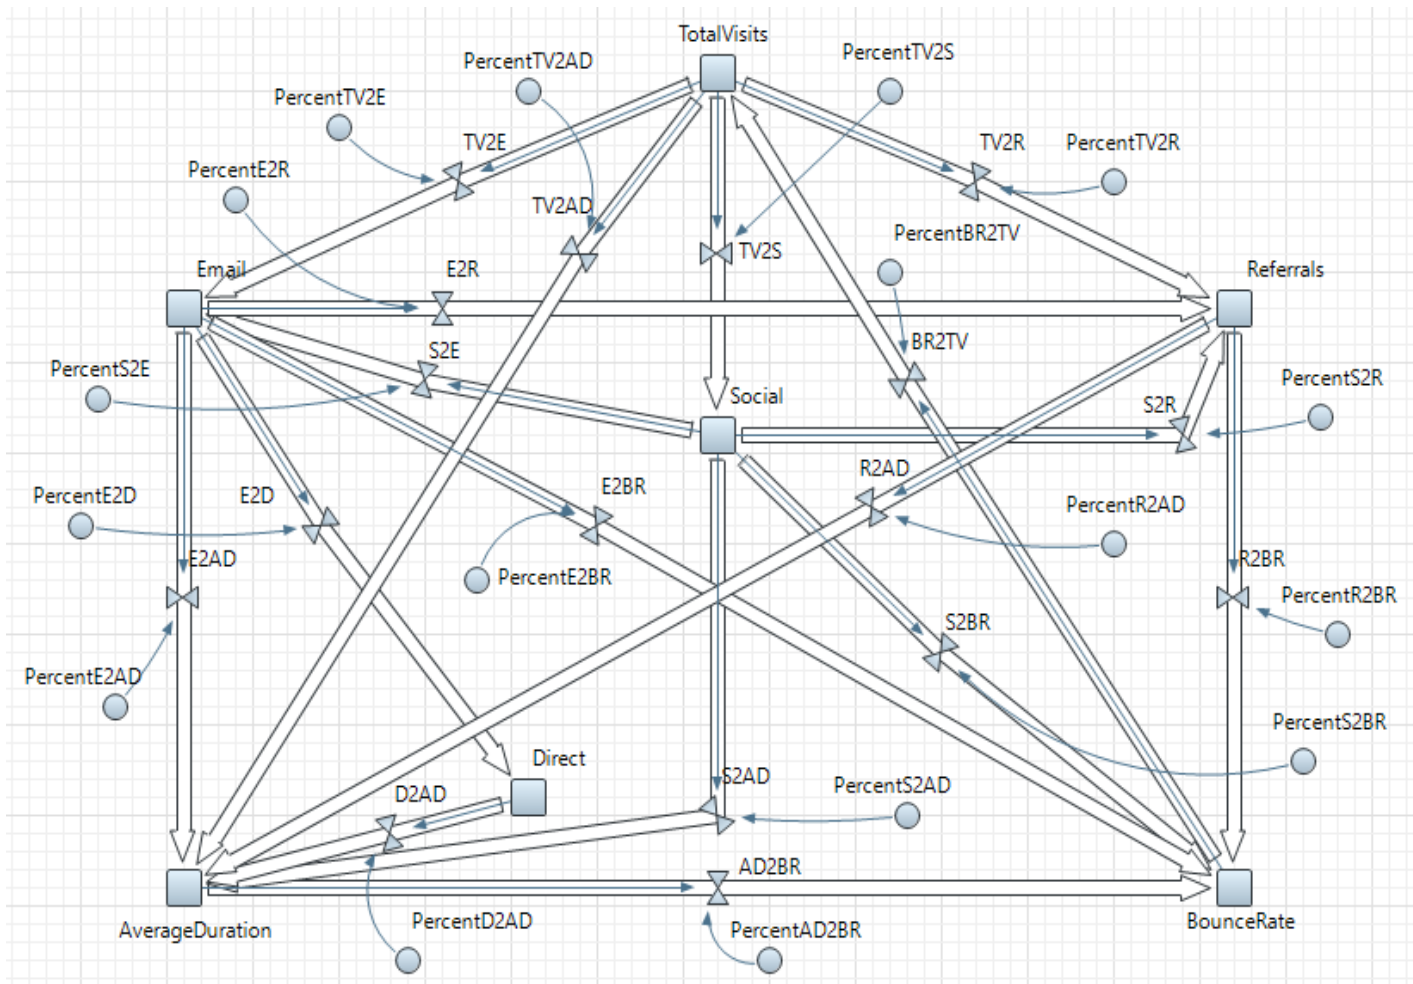 TotalVisits
PercentTV2AD
PercentTV2S
PercentTV2E
TV2E
TV2R
PercentTV2R
PercentE2R
TV2AD
TV2S
PercentBR2TV
Email
E2R
Referrals
S2E
BR2TV
PercentS2E
PercentS2R
Social
S2R
R2AD
PercentE2D
E2D
E2BR
PercentR2AD
E2AD
PercentE2BR
R2BR
PercentR2BR
S2BR
PercentE2AD
PercentS2BR
Direct
S2AD
PercentS2AD
D2AD
AD2BR
PercentD2AD
BounceRate
AverageDuration
PercentAD2BR